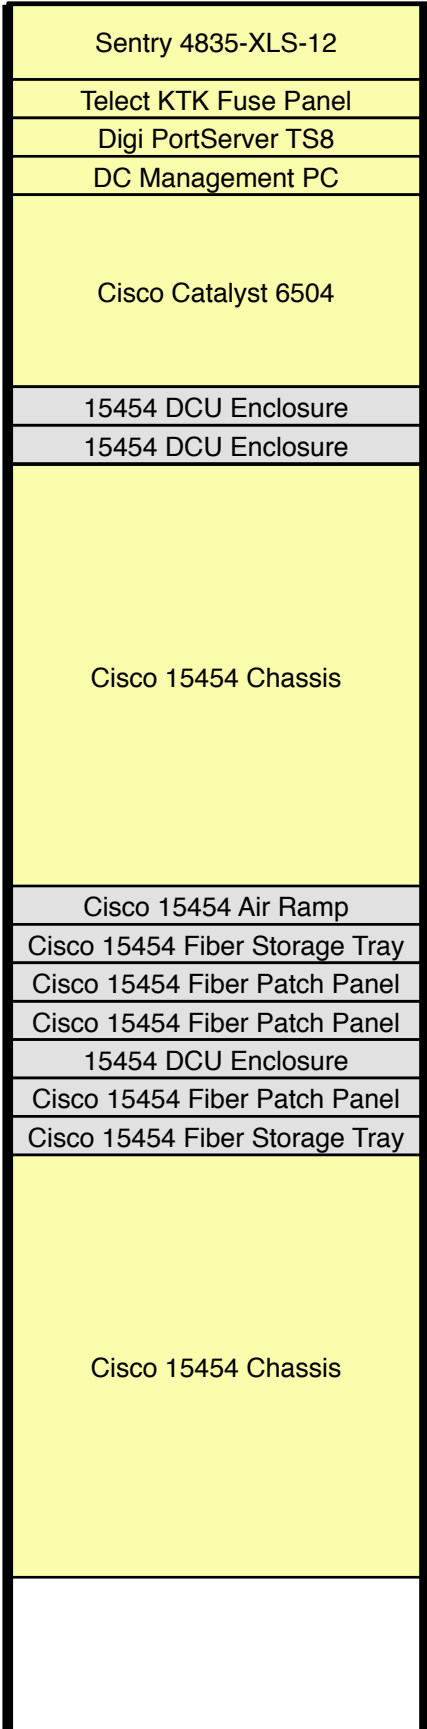 Sentry 4835-XLS-12
Telect KTK Fuse Panel
Digi PortServer TS8
DC Management PC
Cisco Catalyst 6504
15454 DCU Enclosure
15454 DCU Enclosure
Cisco 15454 Chassis
Cisco 15454 Air Ramp
Cisco 15454 Fiber Storage Tray
Cisco 15454 Fiber Patch Panel
Cisco 15454 Fiber Patch Panel
15454 DCU Enclosure
Cisco 15454 Fiber Patch Panel
Cisco 15454 Fiber Storage Tray
Cisco 15454 Chassis